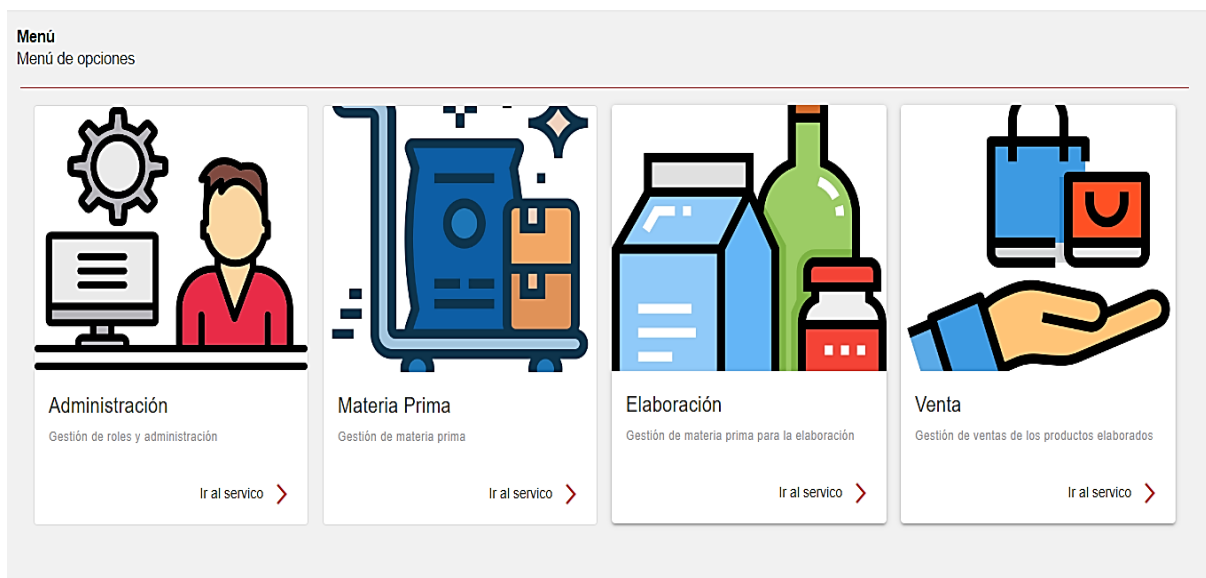 Menú
Menú de opciones
Administración
Gestión de roles y administración
Ir al servico
Materia Prima
Gestión de materia prima
Ir al servico
Elaboración
Gestión de materia prima para la elaboración
Ir al servico
Venta
Gestión de ventas de los productos elaborados
Ir al servico